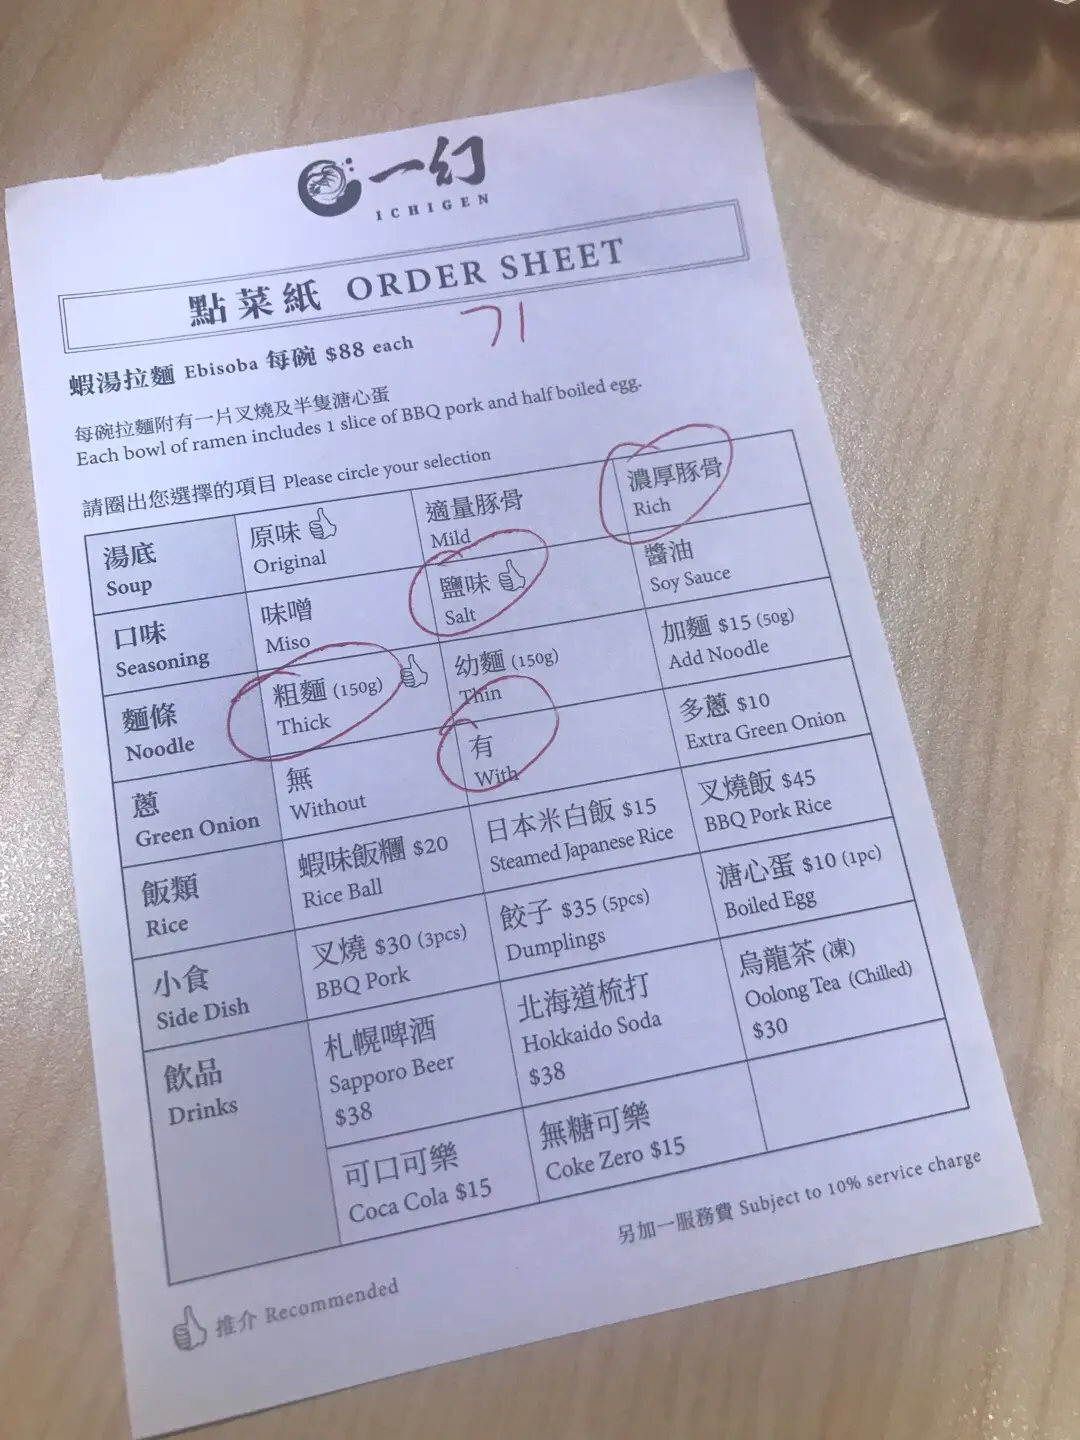 一幻
ICHIGEN
點菜紙 ORDER SHEET
71
蝦湯拉麵 Ebisoba 每碗 $88 each
每碗拉麵附有一片叉燒及半隻溏心蛋
Each bowl of ramen includes 1 slice of BBQ pork and half boiled egg.
請圈出您選擇的項目 Please circle your selection
湯底
Soup
原味
Original
適量豚骨
Mild
濃厚豚骨
Rich
口味
Seasoning
味噌
Miso
鹽味
Salt
醬油
Soy Sauce
麵條
Noodle
粗麵 (150g)
Thick
幼麵 (150g)
Thin
加麵 $15 (50g)
Add Noodle
蔥
Green Onion
無
Without
有
With
多蔥 $10
Extra Green Onion
飯類
Rice
蝦味飯糰 $20
Rice Ball
日本米白飯 $15
Steamed Japanese Rice
叉燒飯 $45
BBQ Pork Rice
小食
Side Dish
叉燒 $30 (3pcs)
BBQ Pork
餃子 $35 (5pcs)
Dumplings
溏心蛋 $10 (1pc)
Boiled Egg
飲品
Drinks
札幌啤酒
Sapporo Beer
$38
北海道梳打
Hokkaido Soda
$38
烏龍茶 (凍)
Oolong Tea (Chilled)
$30
可口可樂
Coca Cola $15
無糖可樂
Coke Zero $15
另加一服務費 Subject to 10% service charge
推介 Recommended